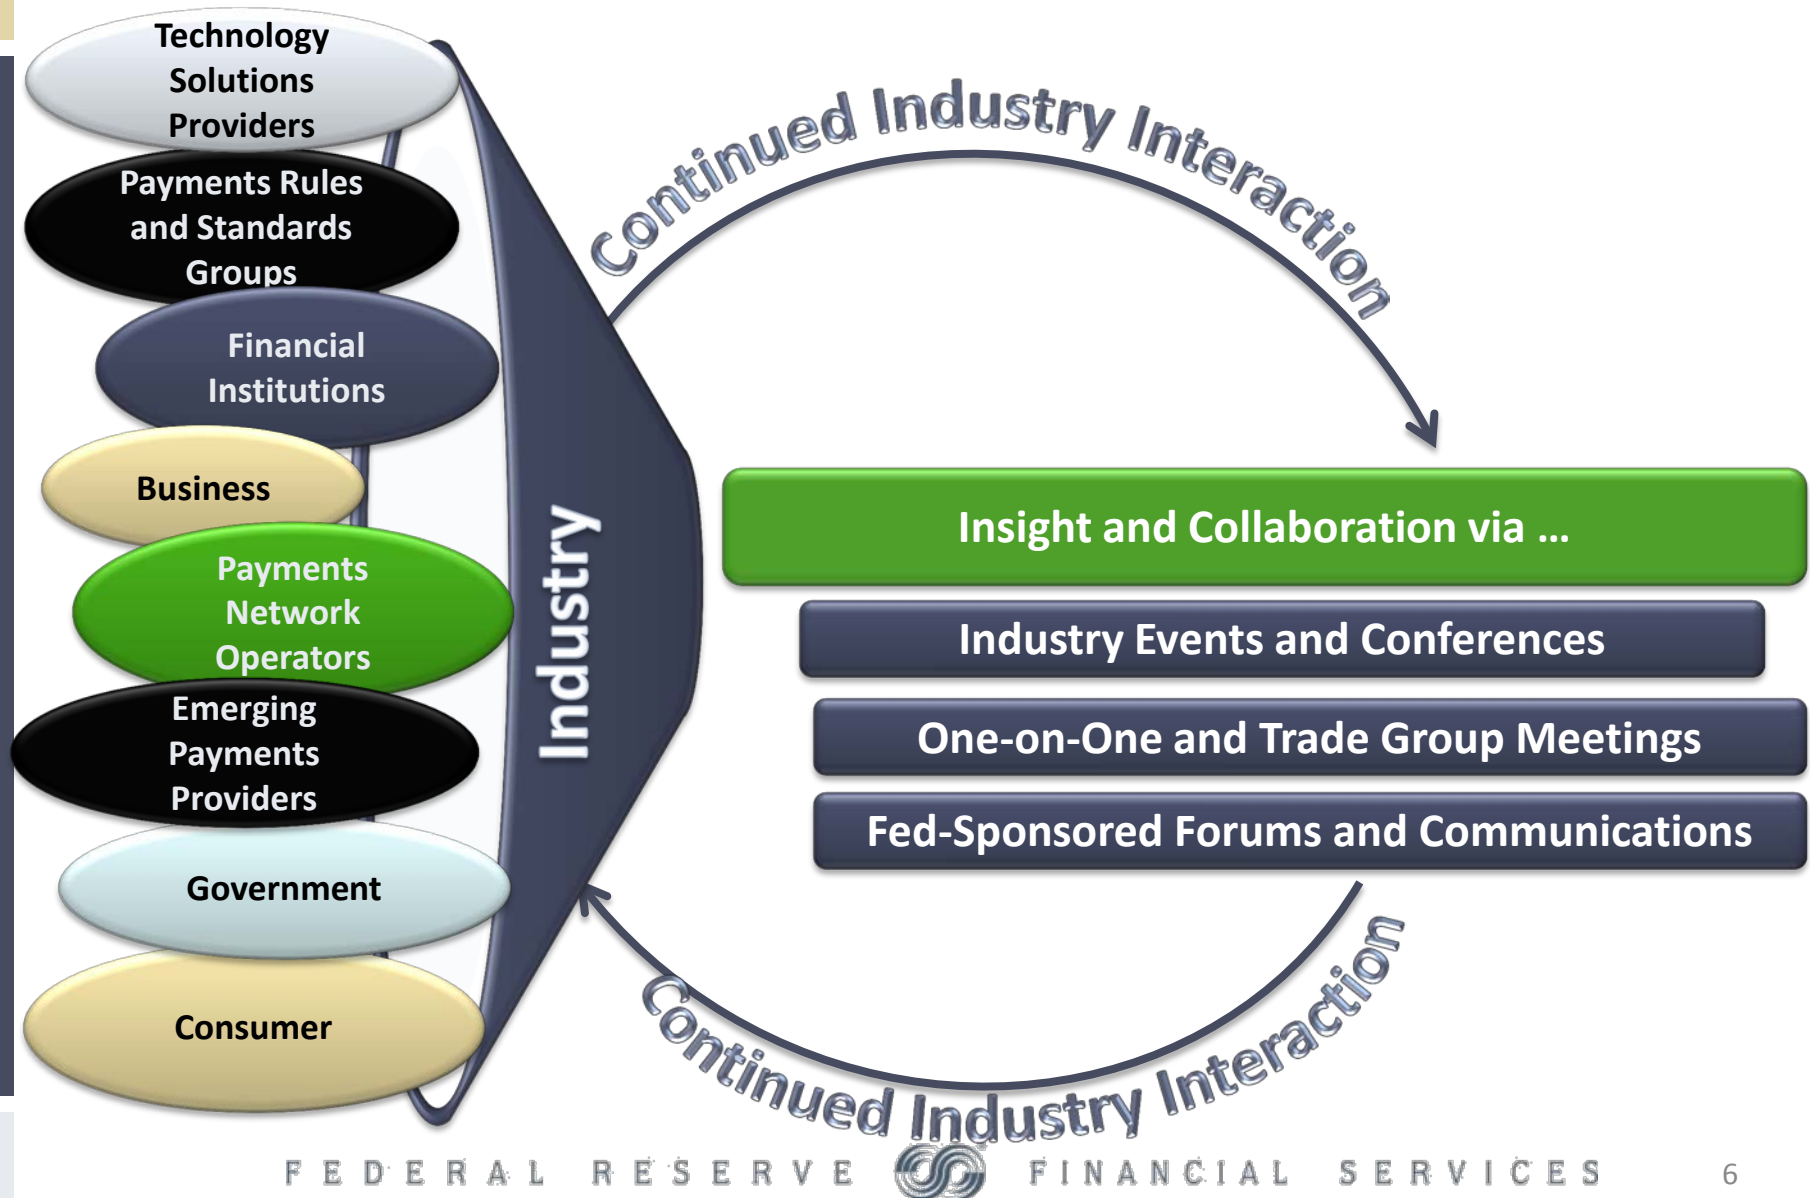 Technology
Solutions
Providers
Payments Rules
and Standards
Groups
Financial
Institutions
Business
Payments
Network
Operators
Emerging
Payments
Providers
Government
Consumer
Industry
Continued Industry Interaction
Insight and Collaboration via ...
Industry Events and Conferences
One-on-One and Trade Group Meetings
Fed-Sponsored Forums and Communications
Continued Industry Interaction
FEDERAL RESERVE FINANCIAL SERVICES
6